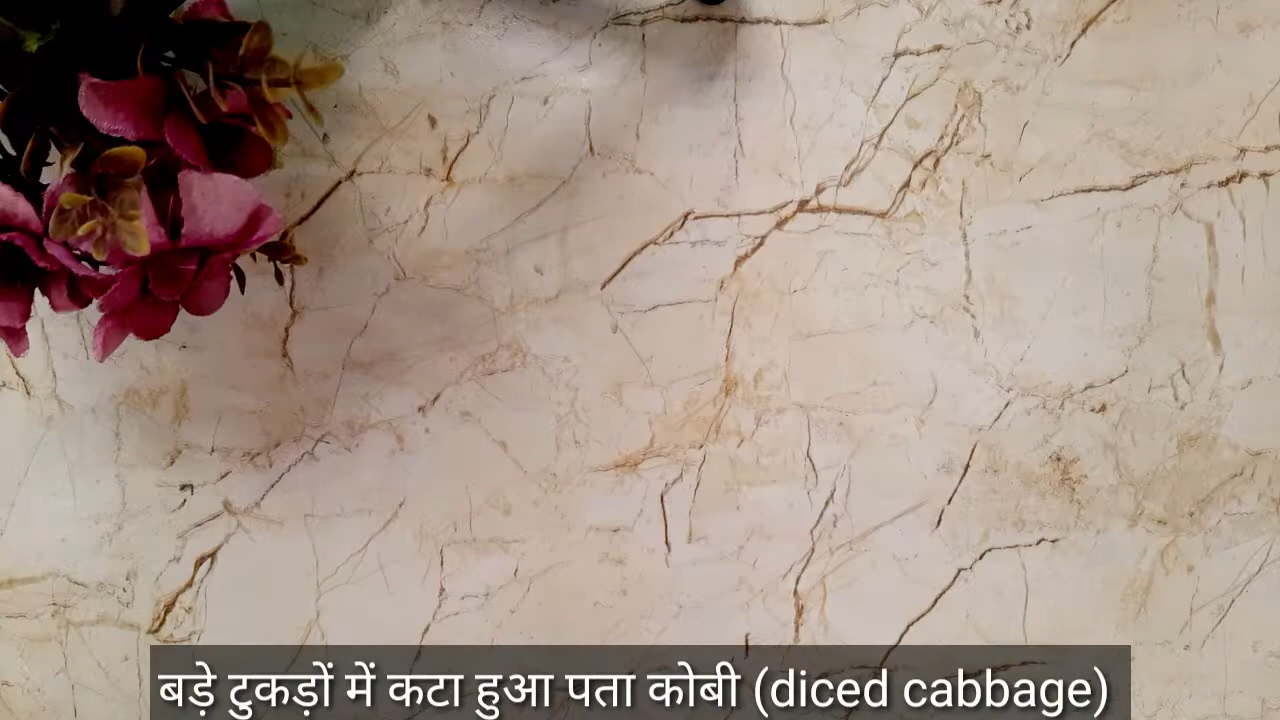 बड़े टुकड़ों में कटा हुआ पता कोबी (diced cabbage)